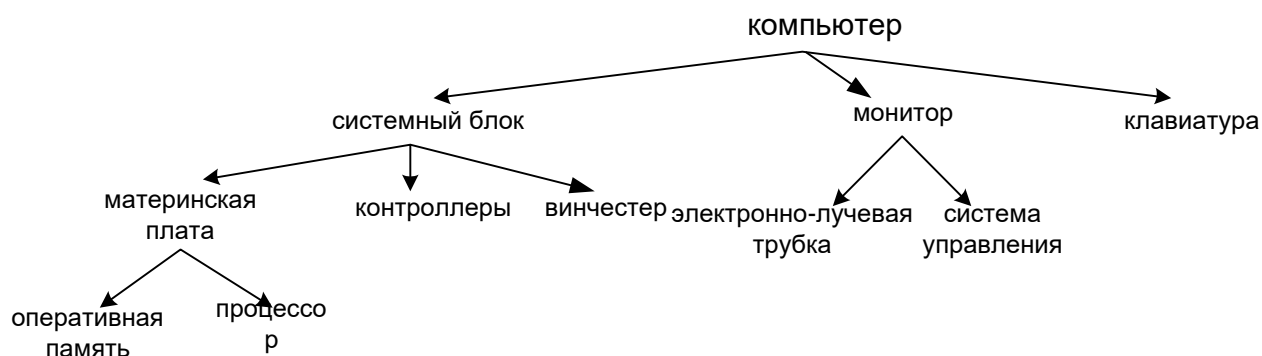 компьютер
системный блок
монитор
клавиатура
материнская
плата
контроллеры
винчестер
электронно-лучевая
трубка
система
управления
оперативная
память
процессо
р